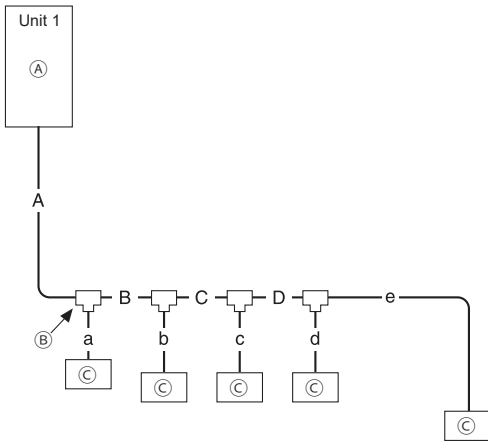 Unit 1
Ⓐ
A
B C D e
Ⓑ a b c d
Ⓒ Ⓒ Ⓒ Ⓒ
Ⓒ